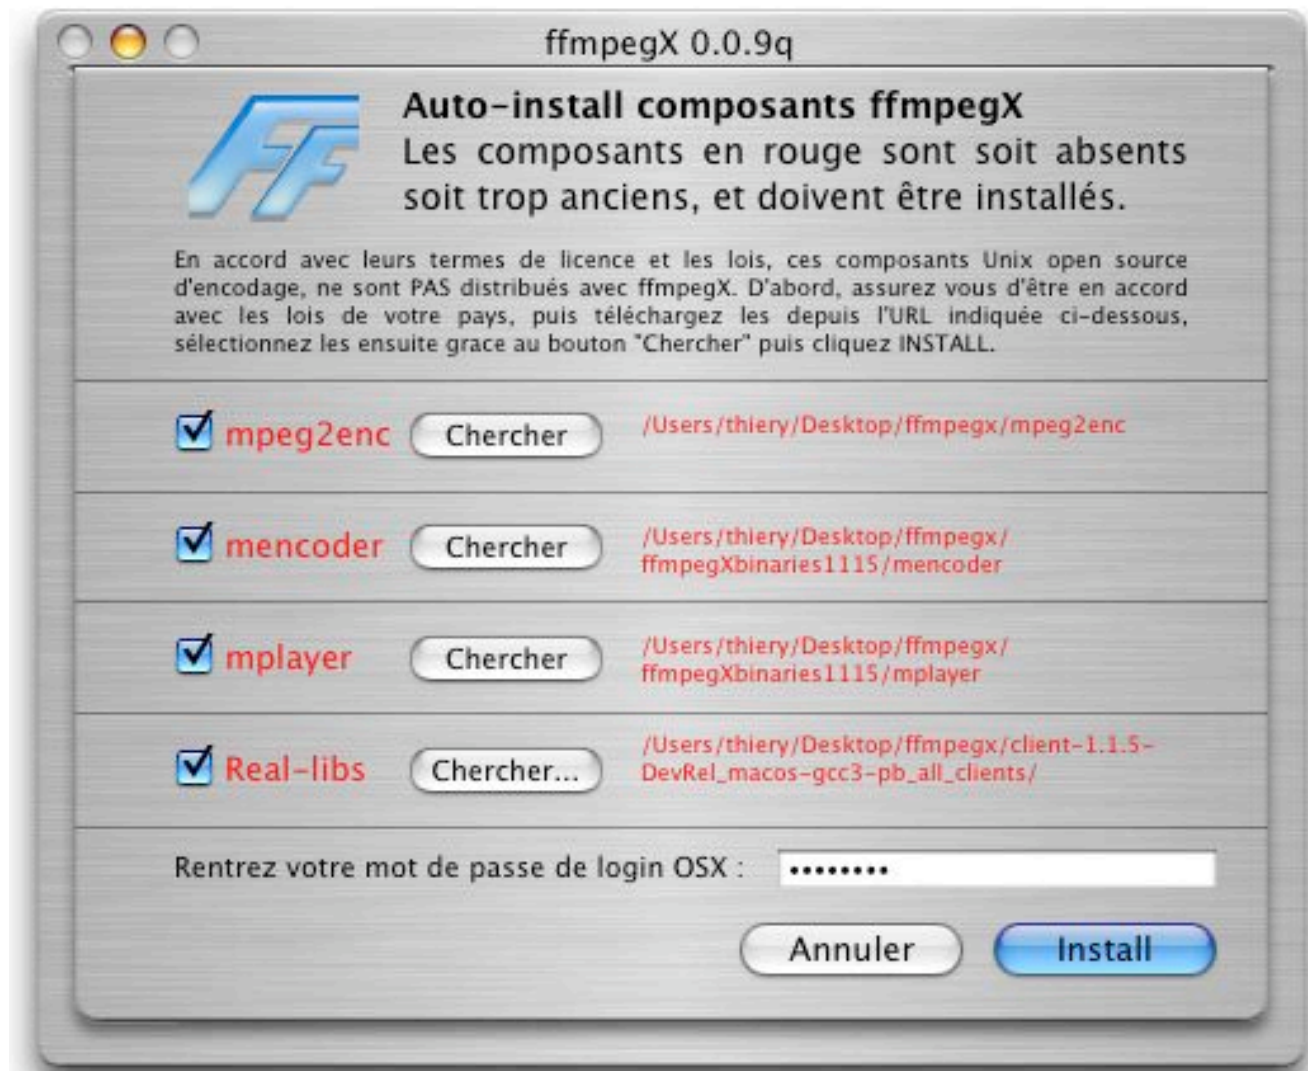 ffmpegX 0.0.9q
FF
Auto-install composants ffmpegX
Les composants en rouge sont soit absents
soit trop anciens, et doivent être installés.
En accord avec leurs termes de licence et les lois, ces composants Unix open source
d'encodage, ne sont PAS distribués avec ffmpegX. D'abord, assurez vous d'être en accord
avec les lois de votre pays, puis téléchargez les depuis l'URL indiquée ci-dessous,
sélectionnez les ensuite grace au bouton "Chercher" puis cliquez INSTALL.
mpeg2enc Chercher /Users/thiery/Desktop/ffmpegx/mpeg2enc
mencoder Chercher /Users/thiery/Desktop/ffmpegx/
ffmpegXbinaries1115/mencoder
mplayer Chercher /Users/thiery/Desktop/ffmpegx/
ffmpegXbinaries1115/mplayer
Real-libs Chercher... /Users/thiery/Desktop/ffmpegx/client-1.1.5-
DevRel_macos-gcc3-pb_all_clients/
Rentrez votre mot de passe de login OSX : ••••••••
Annuler Install